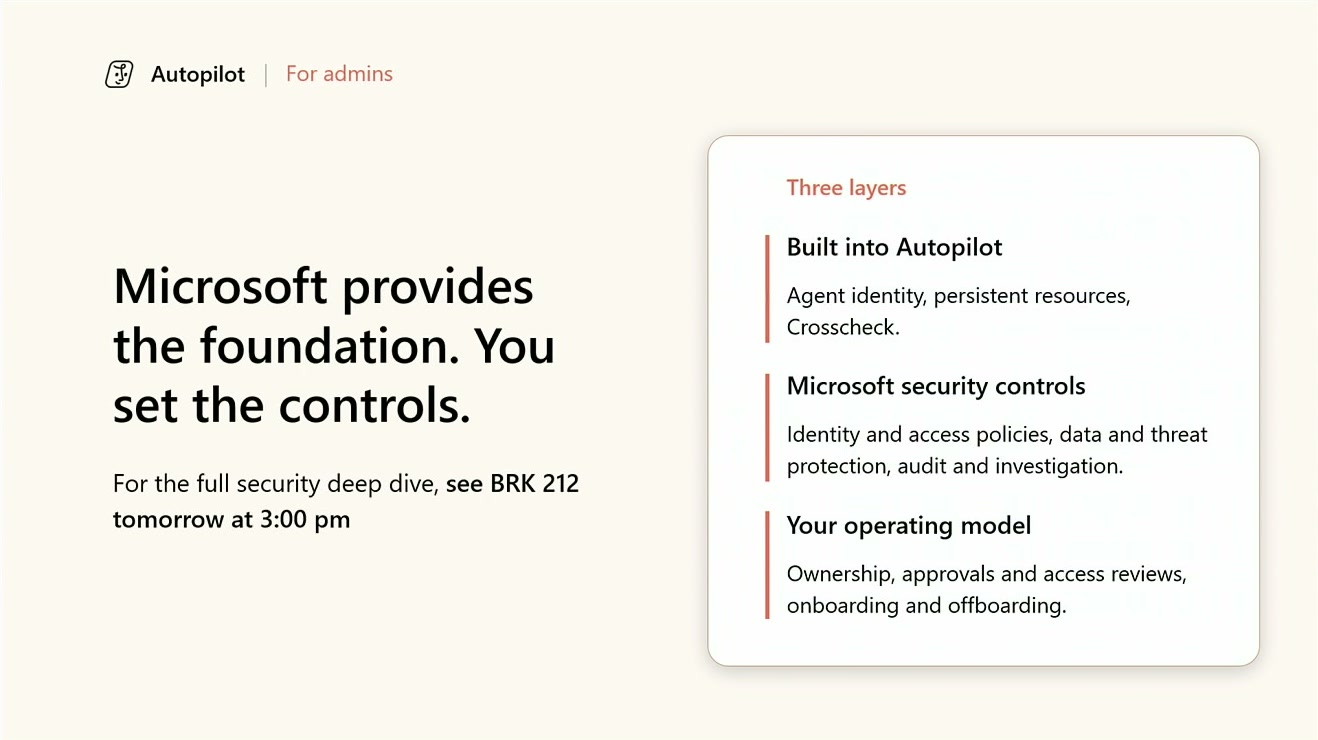 Autopilot | For admins
Microsoft provides
the foundation. You
set the controls.
For the full security deep dive, see BRK 212
tomorrow at 3:00 pm
Three layers
Built into Autopilot
Agent identity, persistent resources,
Crosscheck.
Microsoft security controls
Identity and access policies, data and threat
protection, audit and investigation.
Your operating model
Ownership, approvals and access reviews,
onboarding and offboarding.